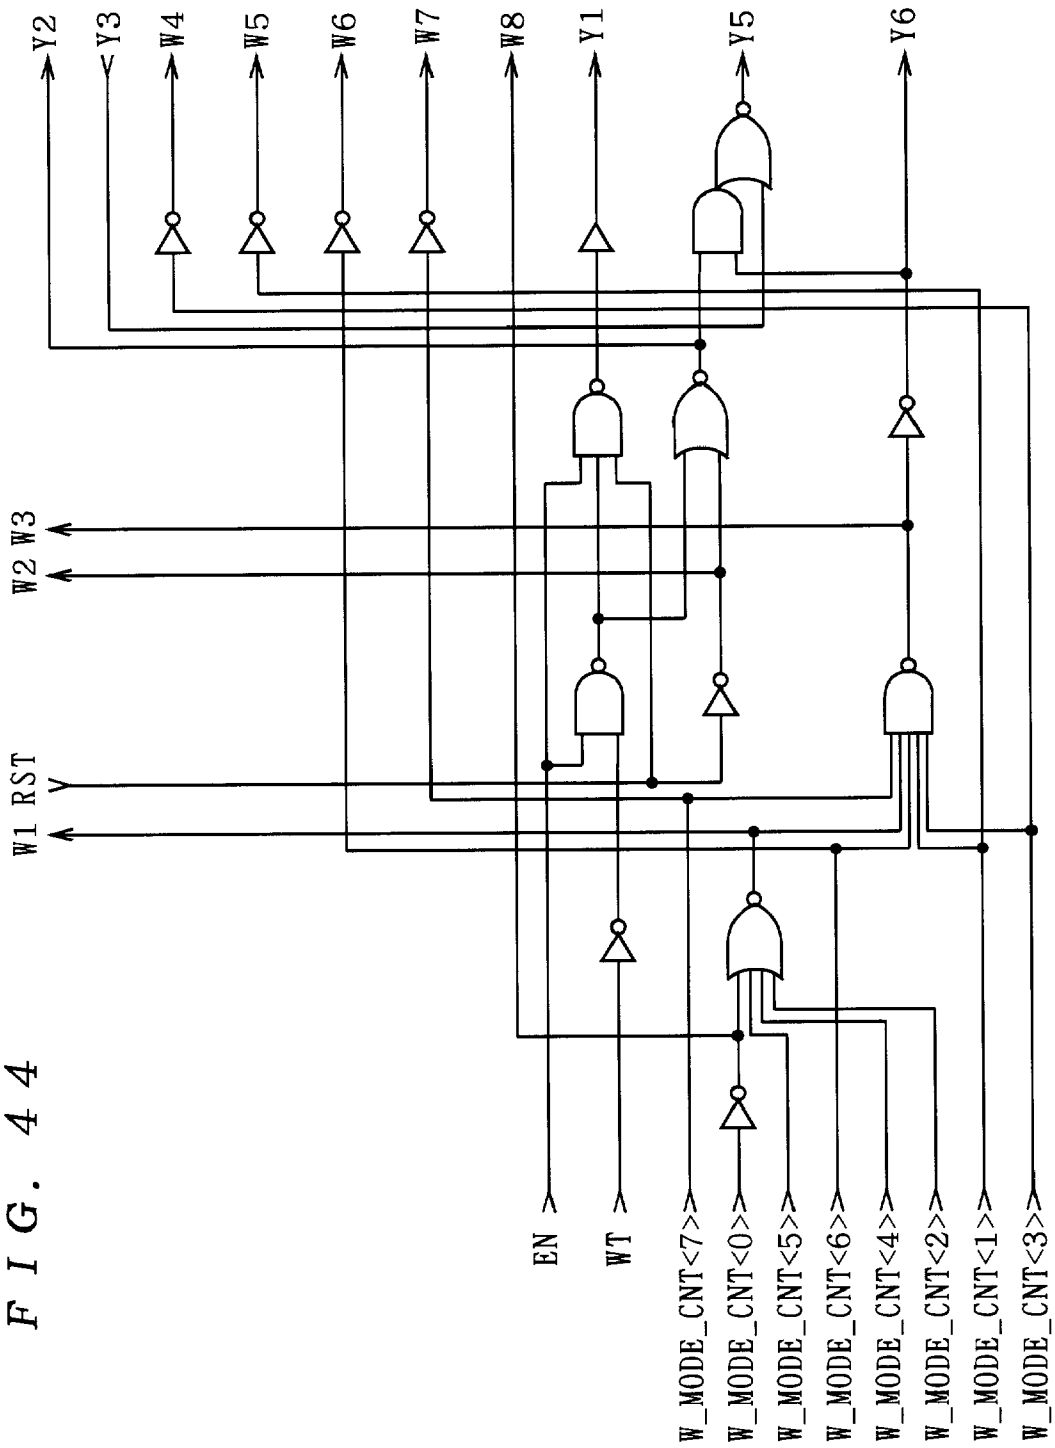 FIG. 44
W1
RST
W2
W3
Y2
Y3
W4
W5
W6
W7
W8
Y1
Y5
Y6
EN
WT
W_MODE_CNT<7>
W_MODE_CNT<0>
W_MODE_CNT<5>
W_MODE_CNT<6>
W_MODE_CNT<4>
W_MODE_CNT<2>
W_MODE_CNT<1>
W_MODE_CNT<3>